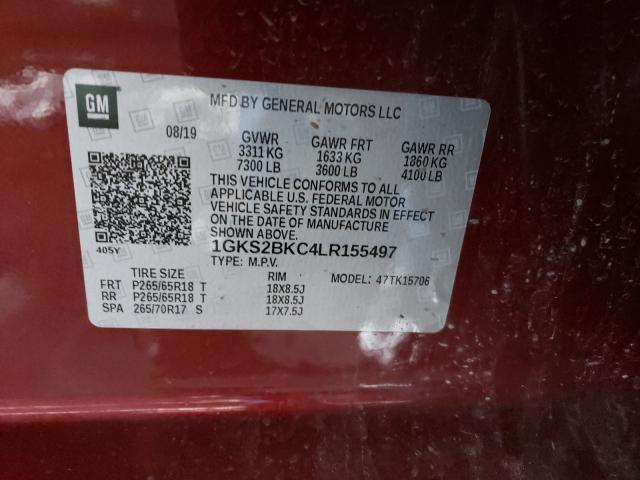 GM
MFD BY GENERAL MOTORS LLC
08/19
GVWR GAWR FRT GAWR RR
3311 KG 1633 KG 1860 KG
7300 LB 3600 LB 4100 LB
THIS VEHICLE CONFORMS TO ALL
APPLICABLE U.S. FEDERAL MOTOR
VEHICLE SAFETY STANDARDS IN EFFECT
ON THE DATE OF MANUFACTURE
SHOWN ABOVE.
405Y
1GKS2BKC4LR155497
TYPE: M.P.V.
MODEL: 47TK15706
TIRE SIZE RIM
FRT P265/65R18 T 18X8.5J
RR P265/65R18 T 18X8.5J
SPA 265/70R17 S 17X7.5J